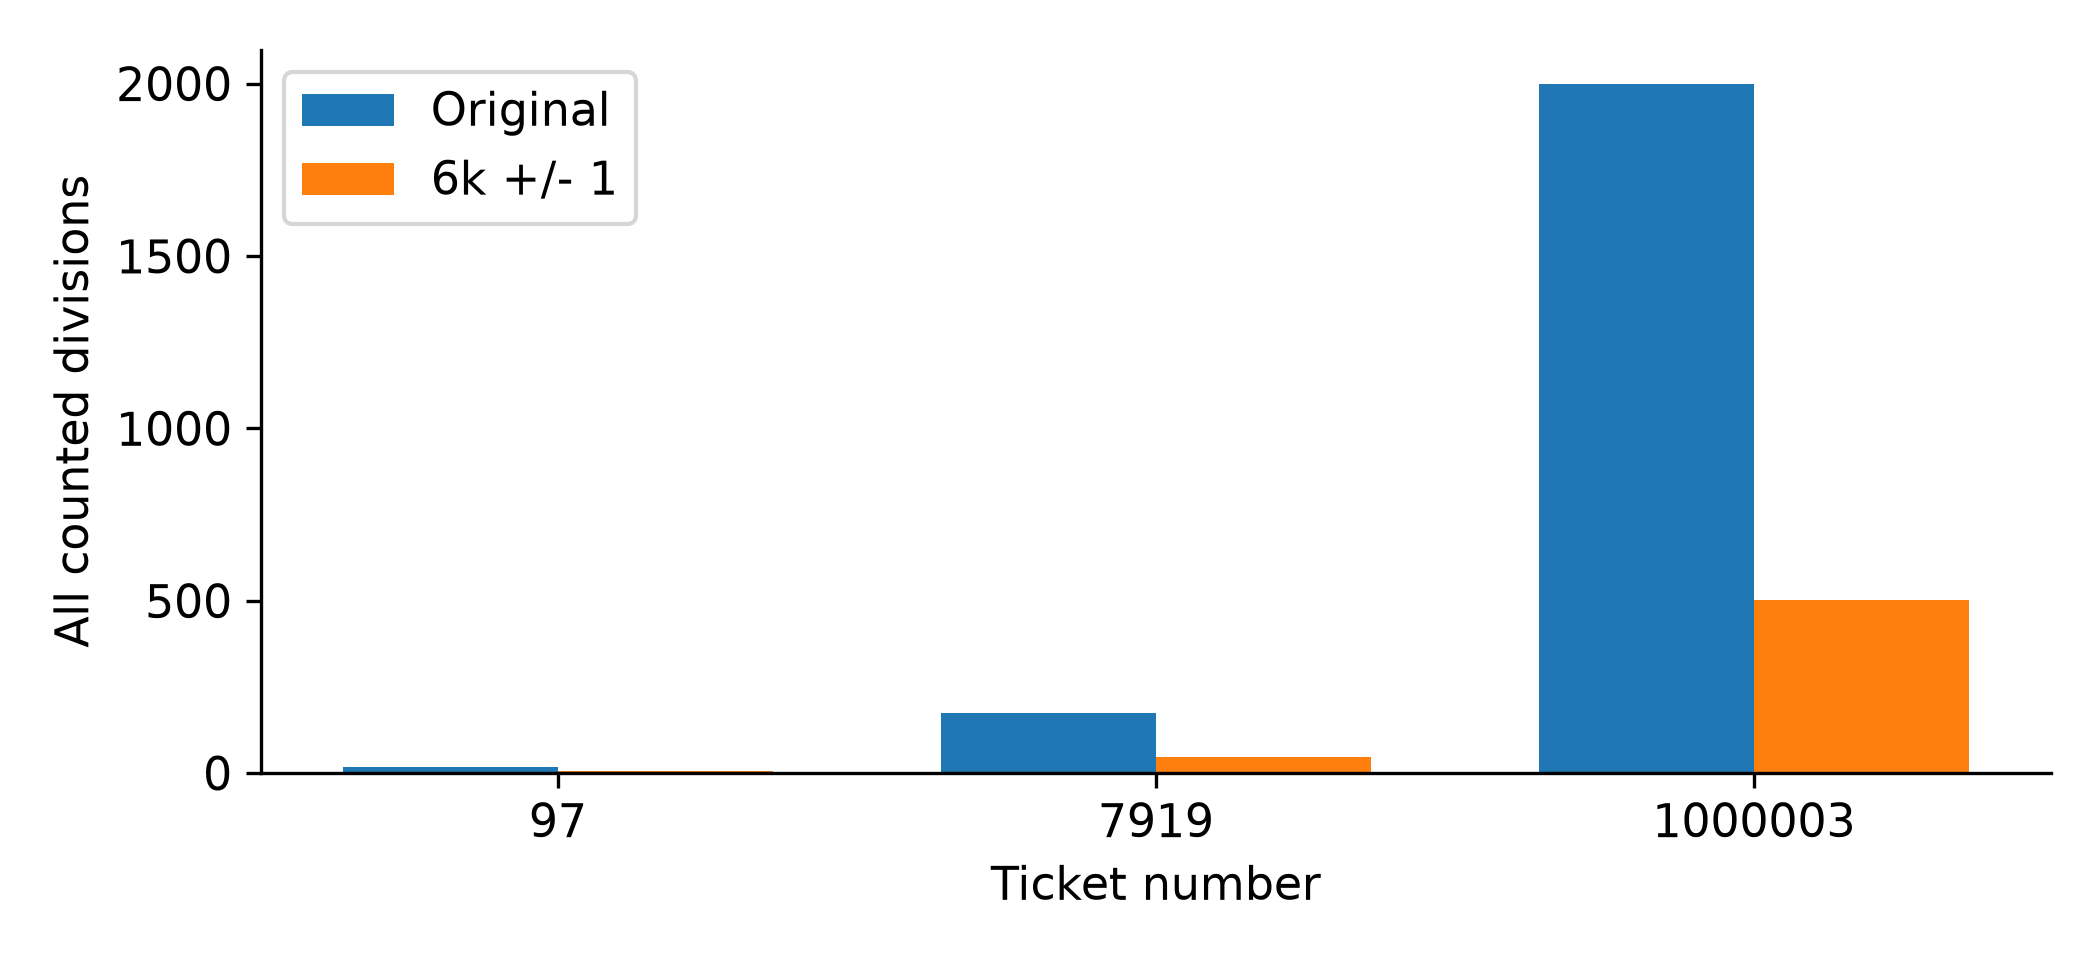 Original
6k +/- 1
All counted divisions
2000
1500
1000
500
0
97
7919
1000003
Ticket number